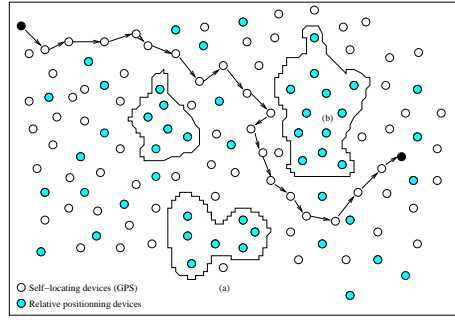 (b)
Self-locating devices (GPS)
(a)
Relative positionning devices